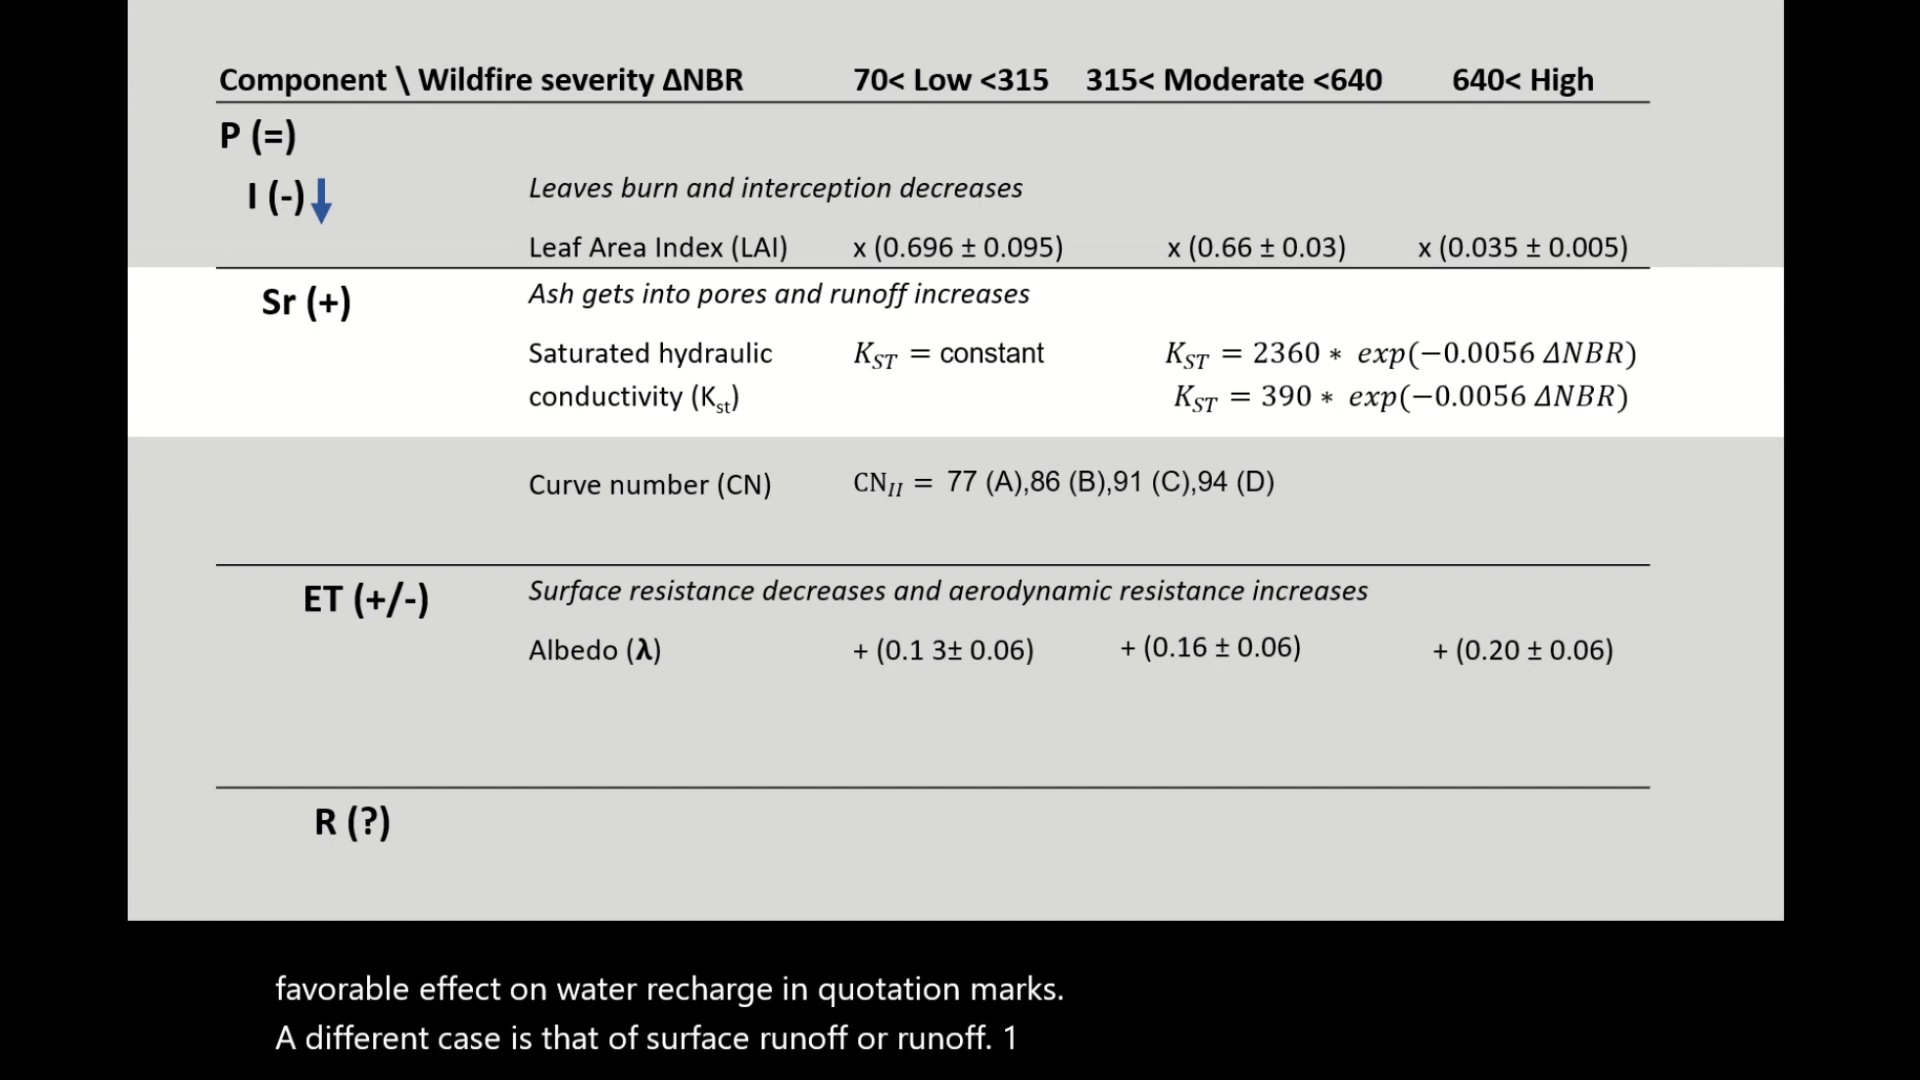 Component \ Wildfire severity ΔNBR 70< Low <315 315< Moderate <640 640< High
P (=)
I (-) Leaves burn and interception decreases
Leaf Area Index (LAI) x (0.696 ± 0.095) x (0.66 ± 0.03) x (0.035 ± 0.005)
Sr (+) Ash gets into pores and runoff increases
Saturated hydraulic K_ST = constant K_ST = 2360 * exp(−0.0056 ΔNBR)
conductivity (K_st) K_ST = 390 * exp(−0.0056 ΔNBR)
Curve number (CN) CN_II = 77 (A),86 (B),91 (C),94 (D)
ET (+/-) Surface resistance decreases and aerodynamic resistance increases
Albedo (λ) + (0.1 3± 0.06) + (0.16 ± 0.06) + (0.20 ± 0.06)
R (?)
favorable effect on water recharge in quotation marks.
A different case is that of surface runoff or runoff. 1